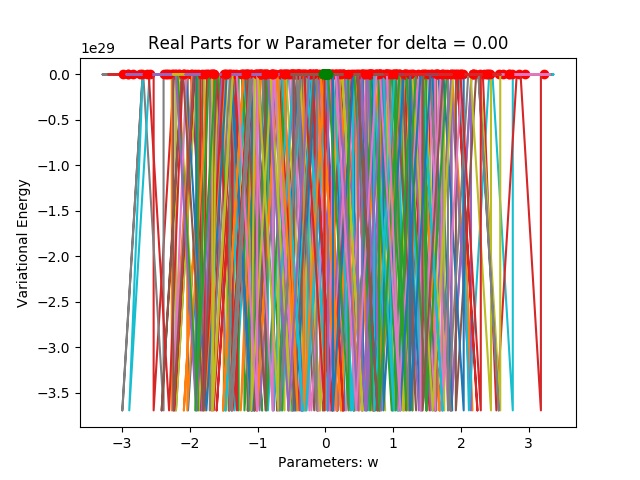 Real Parts for w Parameter for delta = 0.00
1e29
0.0
−0.5
−1.0
−1.5
−2.0
−2.5
−3.0
−3.5
Variational Energy
−3 −2 −1 0 1 2 3
Parameters: w